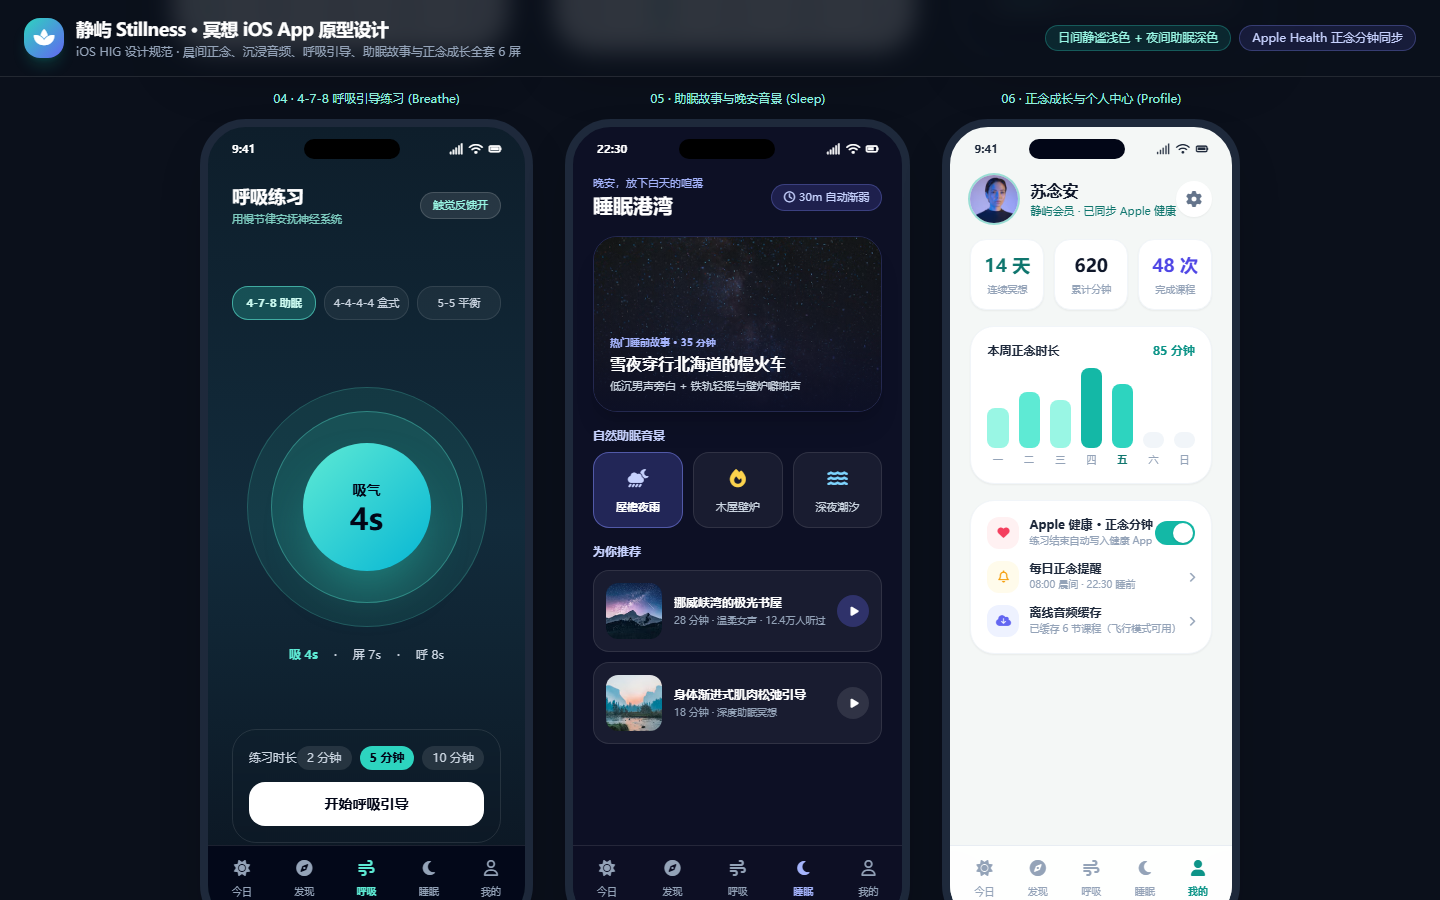 静屿 Stillness • 冥想 iOS App 原型设计
iOS HIG 设计规范 · 晨间正念、沉浸音频、呼吸引导、助眠故事与正念成长全套 6 屏
日间静谧浅色 + 夜间助眠深色
Apple Health 正念分钟同步
04 · 4-7-8 呼吸引导练习 (Breathe)
9:41
呼吸练习
用慢节律安抚神经系统
触觉反馈开
4-7-8 助眠
4-4-4-4 盒式
5-5 平衡
吸气
4s
吸 4s · 屏 7s · 呼 8s
练习时长
2 分钟
5 分钟
10 分钟
开始呼吸引导
今日
发现
呼吸
睡眠
我的
05 · 助眠故事与晚安音景 (Sleep)
22:30
晚安，放下白天的喧嚣
睡眠港湾
30m 自动渐弱
热门睡前故事 • 35 分钟
雪夜穿行北海道的慢火车
低沉男声旁白 + 铁轨轻摇与壁炉噼啪声
自然助眠音景
屋檐夜雨
木屋壁炉
深夜潮汐
为你推荐
挪威峡湾的极光书屋
28 分钟 · 温柔女声 · 12.4万人听过
身体渐进式肌肉松弛引导
18 分钟 · 深度助眠冥想
今日
发现
呼吸
睡眠
我的
06 · 正念成长与个人中心 (Profile)
9:41
苏念安
静屿会员 · 已同步 Apple 健康
14 天
连续冥想
620
累计分钟
48 次
完成课程
本周正念时长
85 分钟
一 二 三 四 五 六 日
Apple 健康 • 正念分钟
练习结束自动写入健康 App
每日正念提醒
08:00 晨间 · 22:30 睡前
离线音频缓存
已缓存 6 节课程（飞行模式可用）
今日
发现
呼吸
睡眠
我的